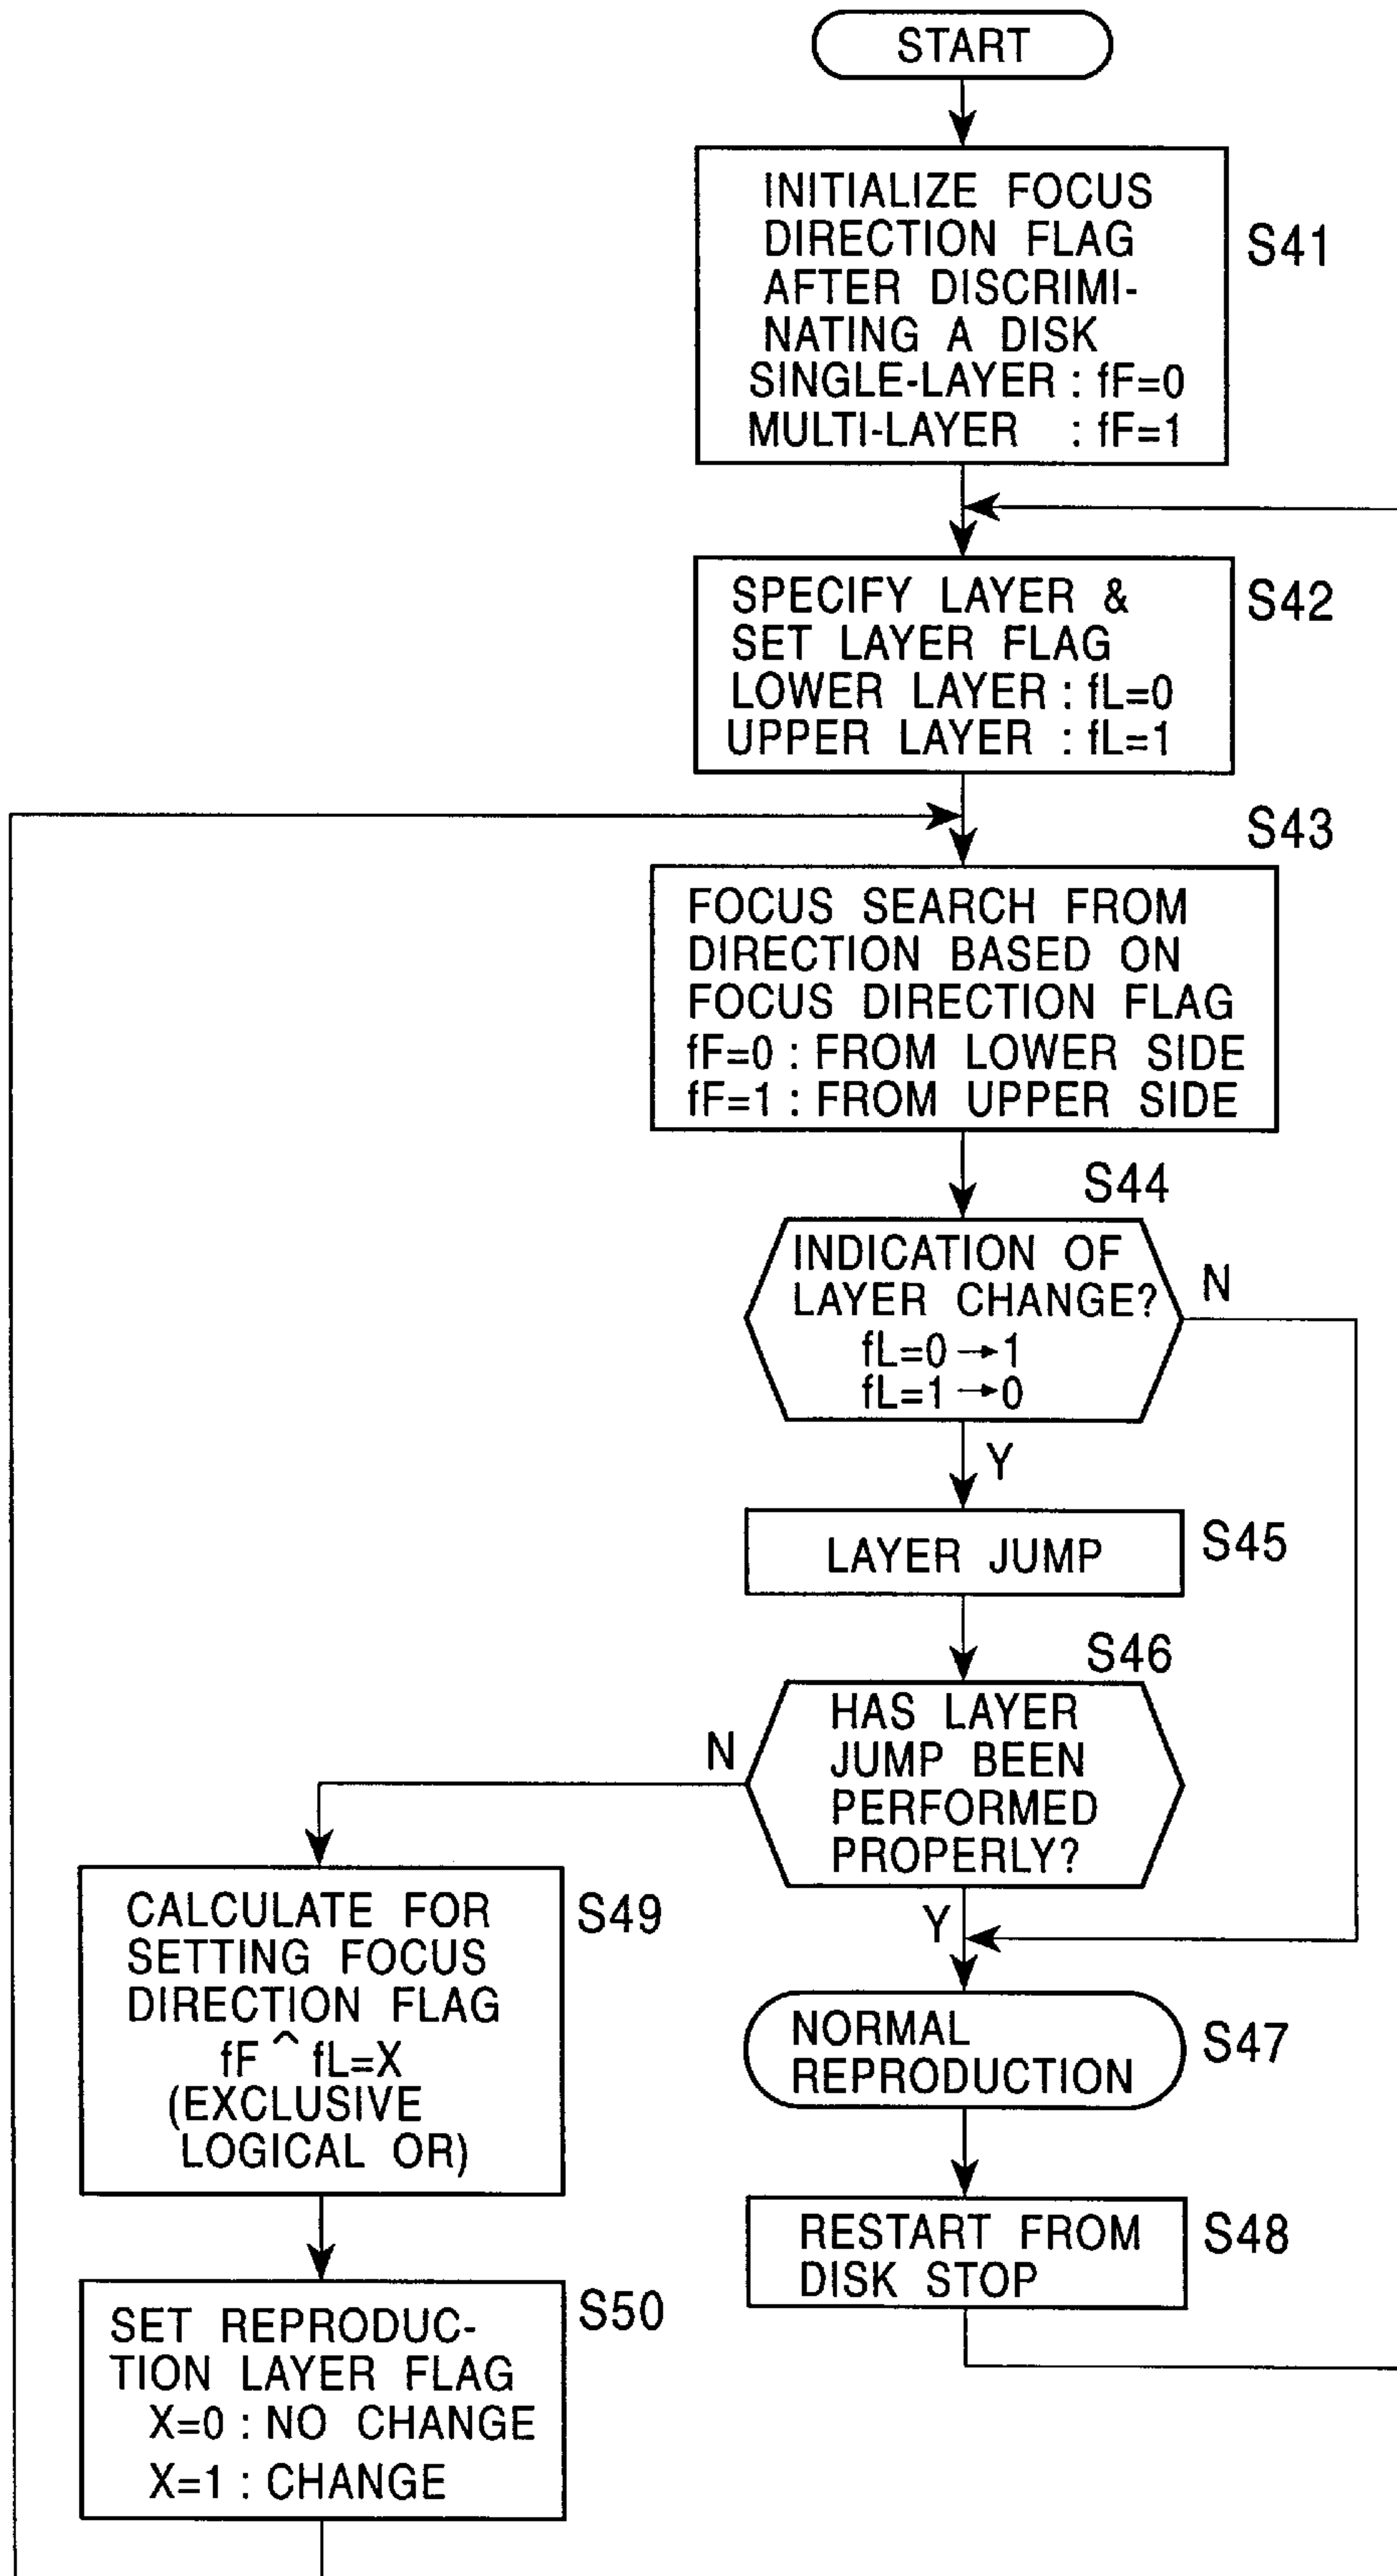 START
INITIALIZE FOCUS
DIRECTION FLAG
AFTER DISCRIMI-
NATING A DISK
SINGLE-LAYER : fF=0
MULTI-LAYER : fF=1
S41
SPECIFY LAYER &
SET LAYER FLAG
LOWER LAYER : fL=0
UPPER LAYER : fL=1
S42
S43
FOCUS SEARCH FROM
DIRECTION BASED ON
FOCUS DIRECTION FLAG
fF=0 : FROM LOWER SIDE
fF=1 : FROM UPPER SIDE
S44
INDICATION OF
LAYER CHANGE?
fL=0→1
fL=1→0
N
Y
LAYER JUMP
S45
S46
HAS LAYER
JUMP BEEN
PERFORMED
PROPERLY?
N
Y
CALCULATE FOR
SETTING FOCUS
DIRECTION FLAG
fF^fL=X
(EXCLUSIVE
LOGICAL OR)
S49
NORMAL
REPRODUCTION
S47
RESTART FROM
DISK STOP
S48
SET REPRODUC-
TION LAYER FLAG
X=0 : NO CHANGE
X=1 : CHANGE
S50